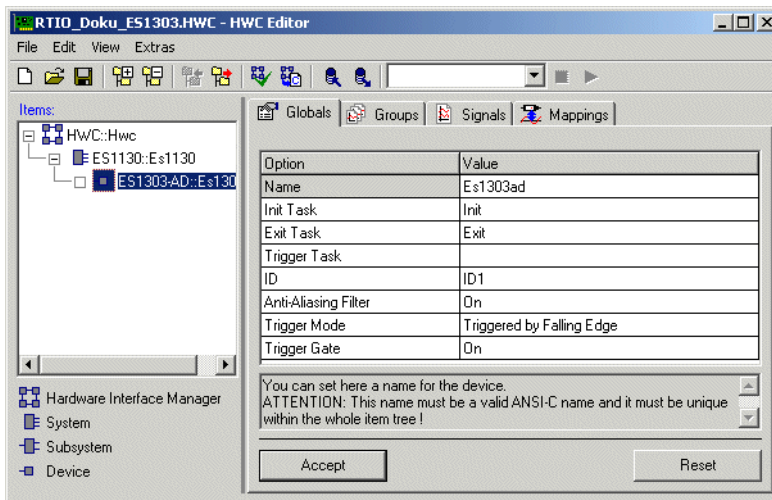 RTIO_Doku_ES1303.HWC - HWC Editor
File Edit View Extras
Items:
HWC::Hwc
ES1130::Es1130
ES1303-AD::Es130
Hardware Interface Manager
System
Subsystem
Device
Globals Groups Signals Mappings
Option Value
Name Es1303ad
Init Task Init
Exit Task Exit
Trigger Task
ID ID1
Anti-Aliasing Filter On
Trigger Mode Triggered by Falling Edge
Trigger Gate On
You can set here a name for the device.
ATTENTION: This name must be a valid ANSI-C name and it must be unique
within the whole item tree !
Accept Reset